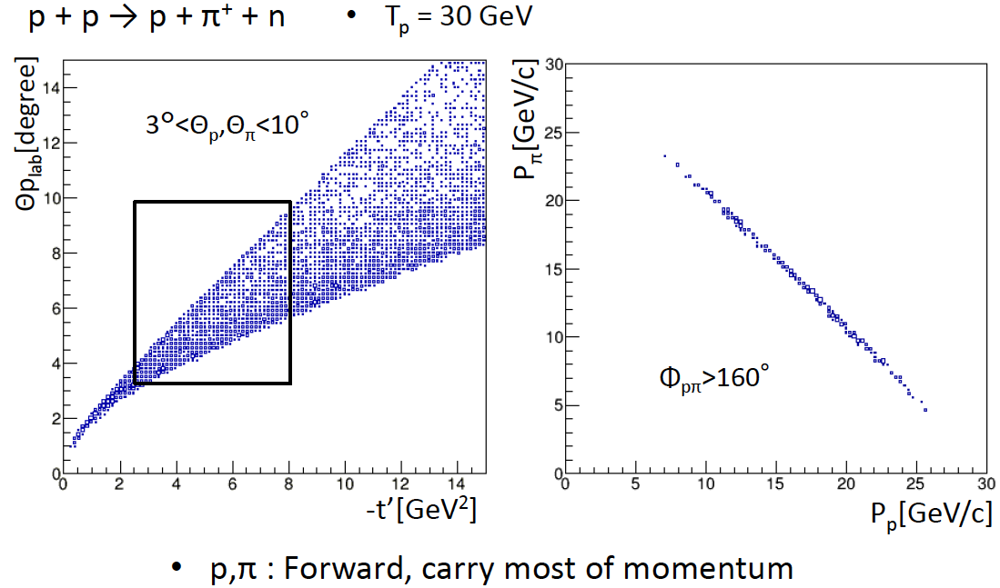 p + p → p + π⁺ + n • Tₚ = 30 GeV
Θp_lab[degree]
14
12
10
8
6
4
2
0
3°<Θₚ,Θ_π<10°
0 2 4 6 8 10 12 14
-t’[GeV²]
P_π[GeV/c]
30
25
20
15
10
5
0
Φ_pπ>160°
0 5 10 15 20 25 30
Pₚ[GeV/c]
• p,π : Forward, carry most of momentum